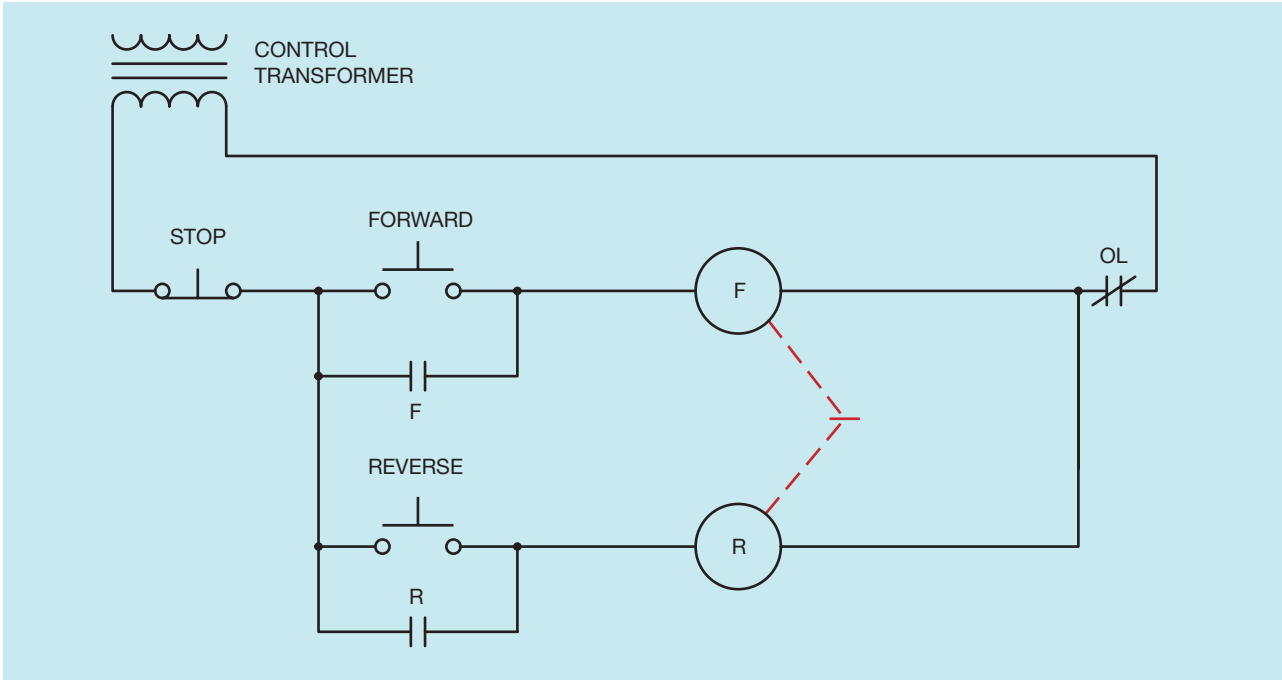 CONTROL
TRANSFORMER
FORWARD
STOP
OL
F
F
REVERSE
R
R